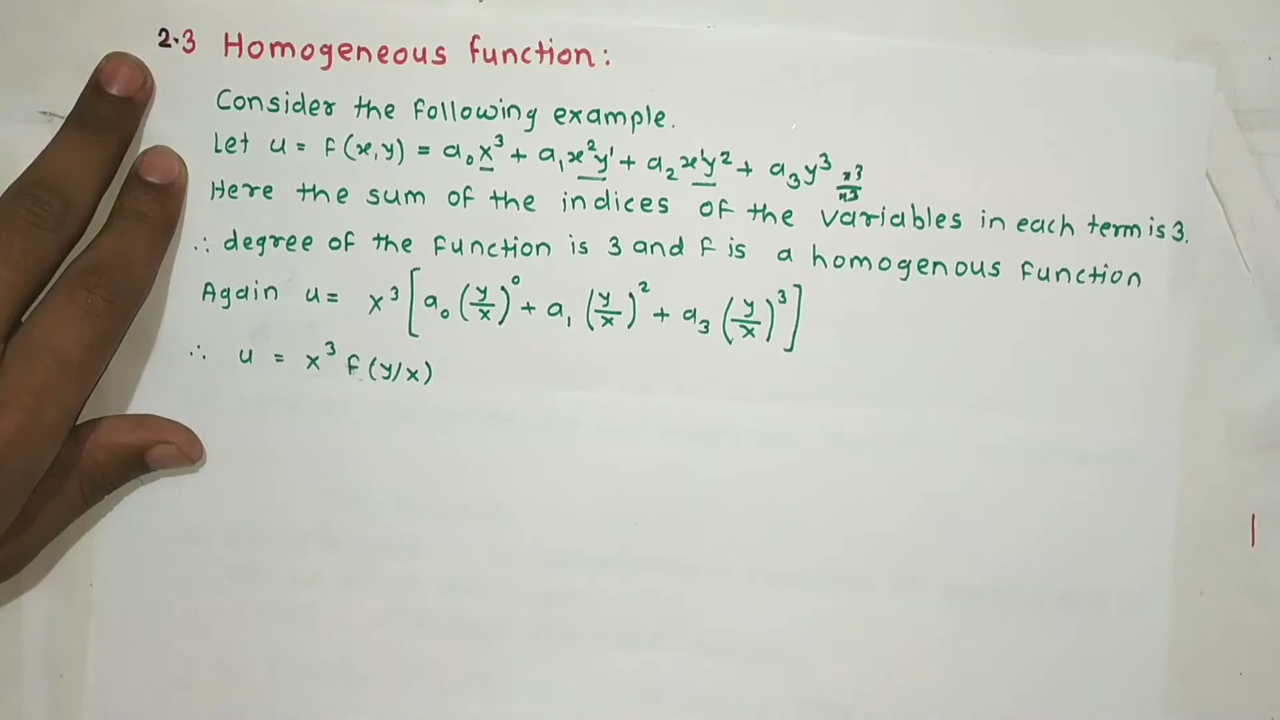 2.3 Homogeneous function:
Consider the following example.
Let u = f(x,y) = a₀x³ + a₁x²y¹ + a₂x¹y² + a₃y³ x³/x³
Here the sum of the indices of the variables in each term is 3.
∴ degree of the function is 3 and f is a homogenous function
Again u = x³[a₀(y/x)⁰ + a₁(y/x)² + a₃(y/x)³]
∴ u = x³ f(y/x)